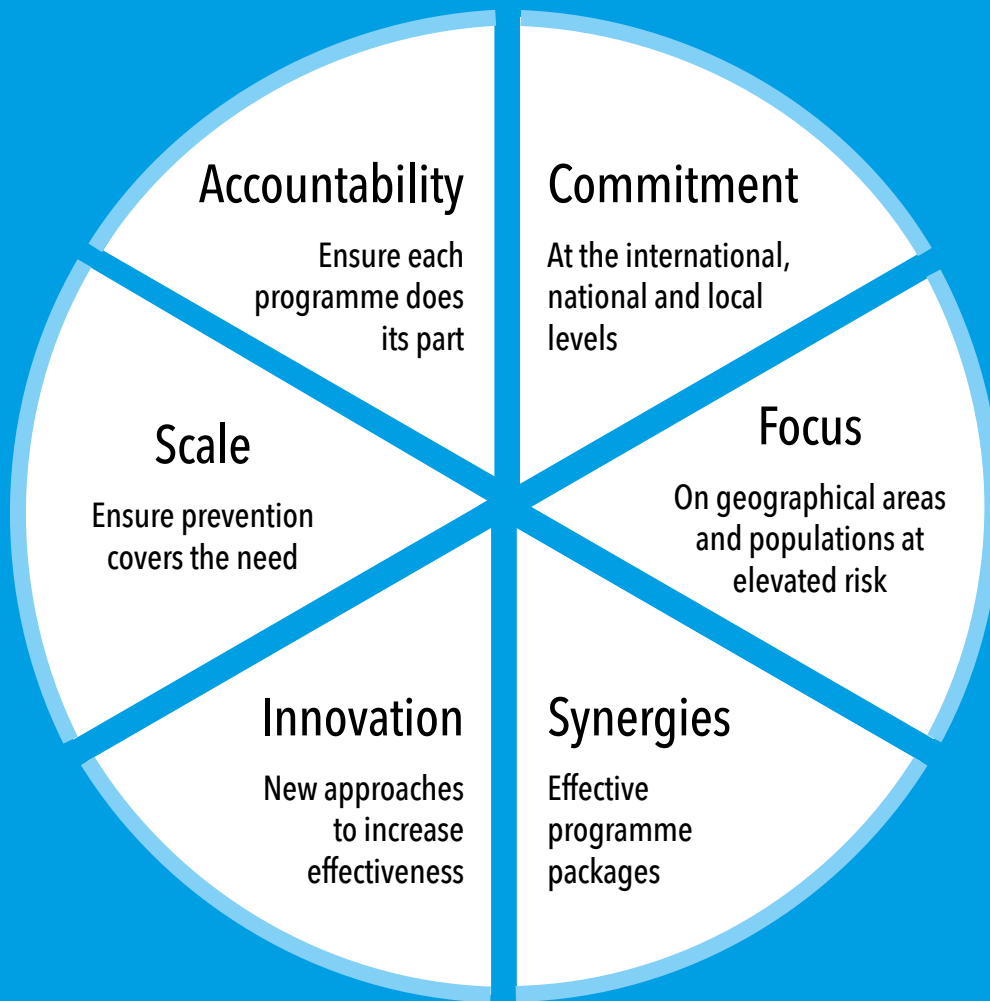 Accountability
Ensure each
programme does
its part
Commitment
At the international,
national and local
levels
Scale
Ensure prevention
covers the need
Focus
On geographical areas
and populations at
elevated risk
Innovation
New approaches
to increase
effectiveness
Synergies
Effective
programme
packages